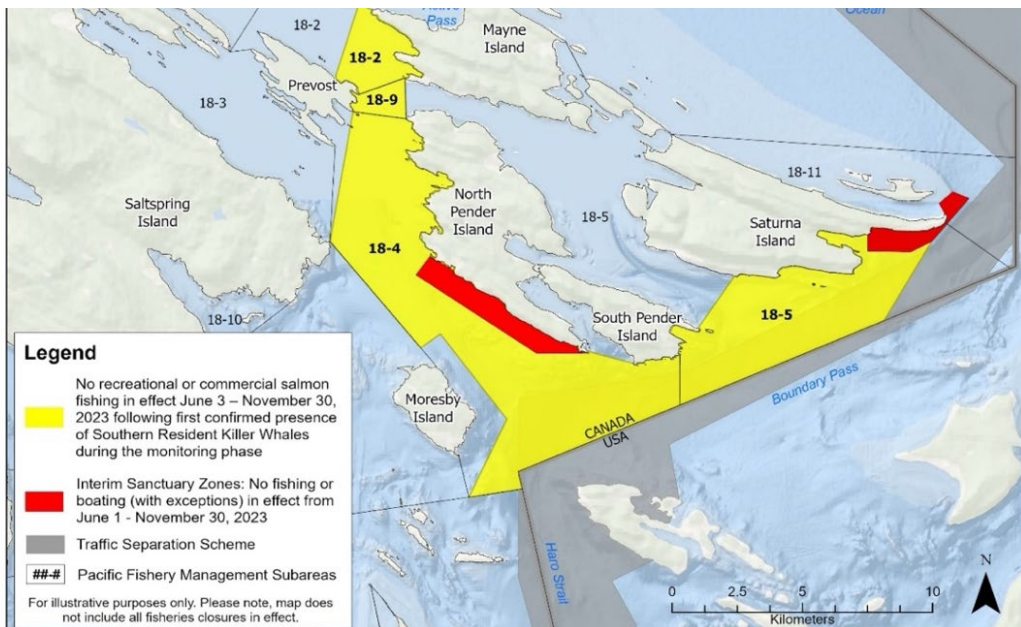 Active
Pass
Ocean
18-2
Mayne
Island
18-2
Prevost
18-9
18-3
18-11
North
Pender
Island
Saltspring
Island
18-5
Saturna
Island
18-4
18-10
South Pender
Island
18-5
Moresby
Island
Boundary Pass
CANADA
USA
Haro Strait
Legend
No recreational or commercial salmon
fishing in effect June 3 – November 30,
2023 following first confirmed presence
of Southern Resident Killer Whales
during the monitoring phase
Interim Sanctuary Zones: No fishing or
boating (with exceptions) in effect from
June 1 - November 30, 2023
Traffic Separation Scheme
##-# Pacific Fishery Management Subareas
For illustrative purposes only. Please note, map does
not include all fisheries closures in effect.
N
0 2.5 5 10
Kilometers